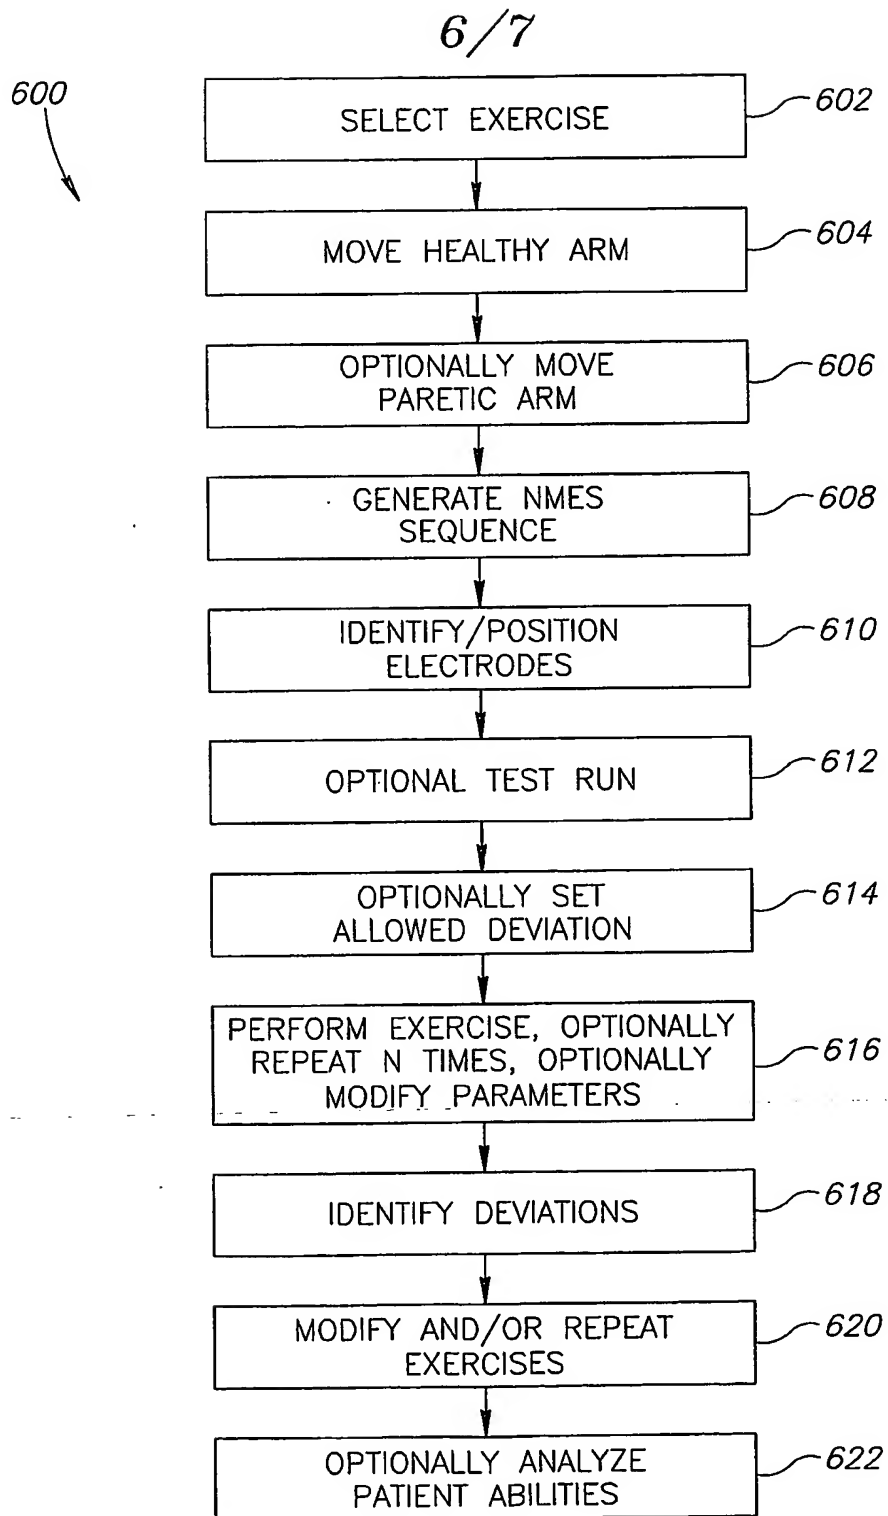 6/7
600
SELECT EXERCISE
602
MOVE HEALTHY ARM
604
OPTIONALLY MOVE
PARETIC ARM
606
GENERATE NMES
SEQUENCE
608
IDENTIFY/POSITION
ELECTRODES
610
OPTIONAL TEST RUN
612
OPTIONALLY SET
ALLOWED DEVIATION
614
PERFORM EXERCISE, OPTIONALLY
REPEAT N TIMES, OPTIONALLY
MODIFY PARAMETERS
616
IDENTIFY DEVIATIONS
618
MODIFY AND/OR REPEAT
EXERCISES
620
OPTIONALLY ANALYZE
PATIENT ABILITIES
622